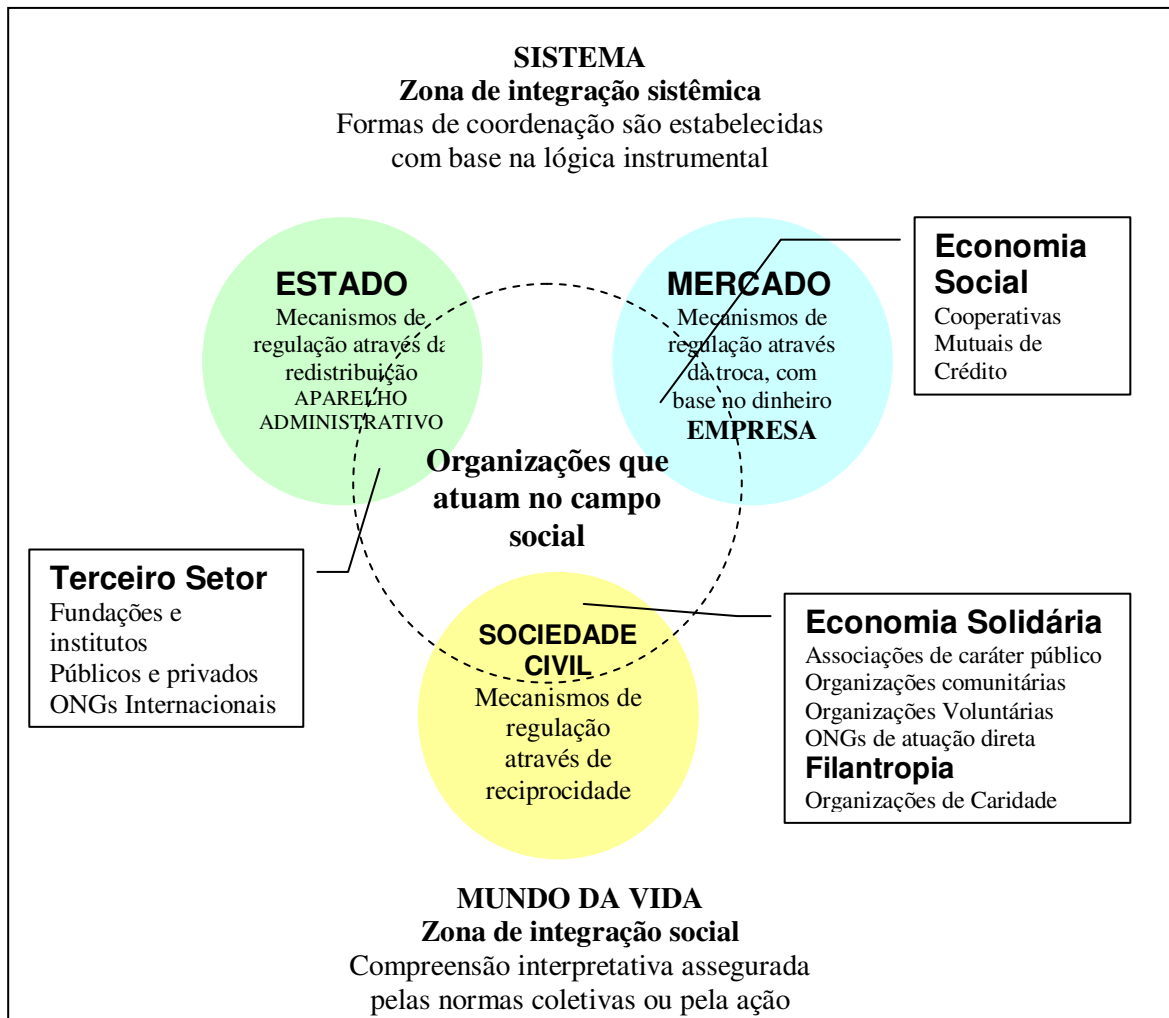 SISTEMA
Zona de integração sistêmica
Formas de coordenação são estabelecidas
com base na lógica instrumental
ESTADO
Mecanismos de
regulação através da
redistribuição
APARELHO
ADMINISTRATIVO
MERCADO
Mecanismos de
regulação através
da troca, com
base no dinheiro
EMPRESA
Economia
Social
Cooperativas
Mutuais de
Crédito
Organizações que
atuam no campo
social
Terceiro Setor
Fundações e
institutos
Públicos e privados
ONGs Internacionais
SOCIEDADE
CIVIL
Mecanismos de
regulação
através de
reciprocidade
Economia Solidária
Associações de caráter público
Organizações comunitárias
Organizações Voluntárias
ONGs de atuação direta
Filantropia
Organizações de Caridade
MUNDO DA VIDA
Zona de integração social
Compreensão interpretativa assegurada
pelas normas coletivas ou pela ação